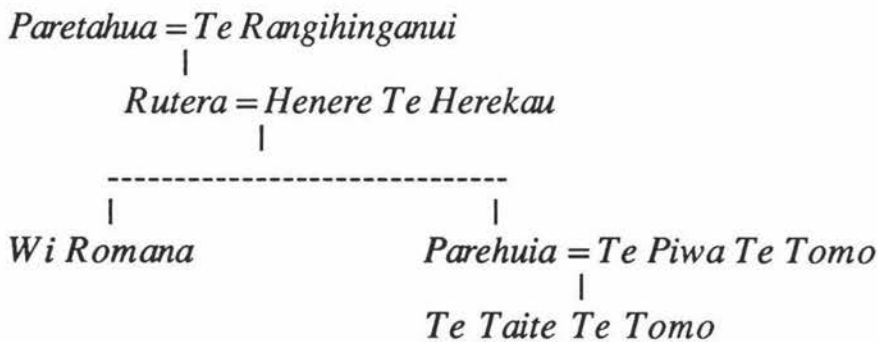 Paretahua = Te Rangihinganui
|
Rutera = Henere Te Herekau
|
------------------------------
| |
Wi Romana Parehuia = Te Piwa Te Tomo
|
Te Taite Te Tomo